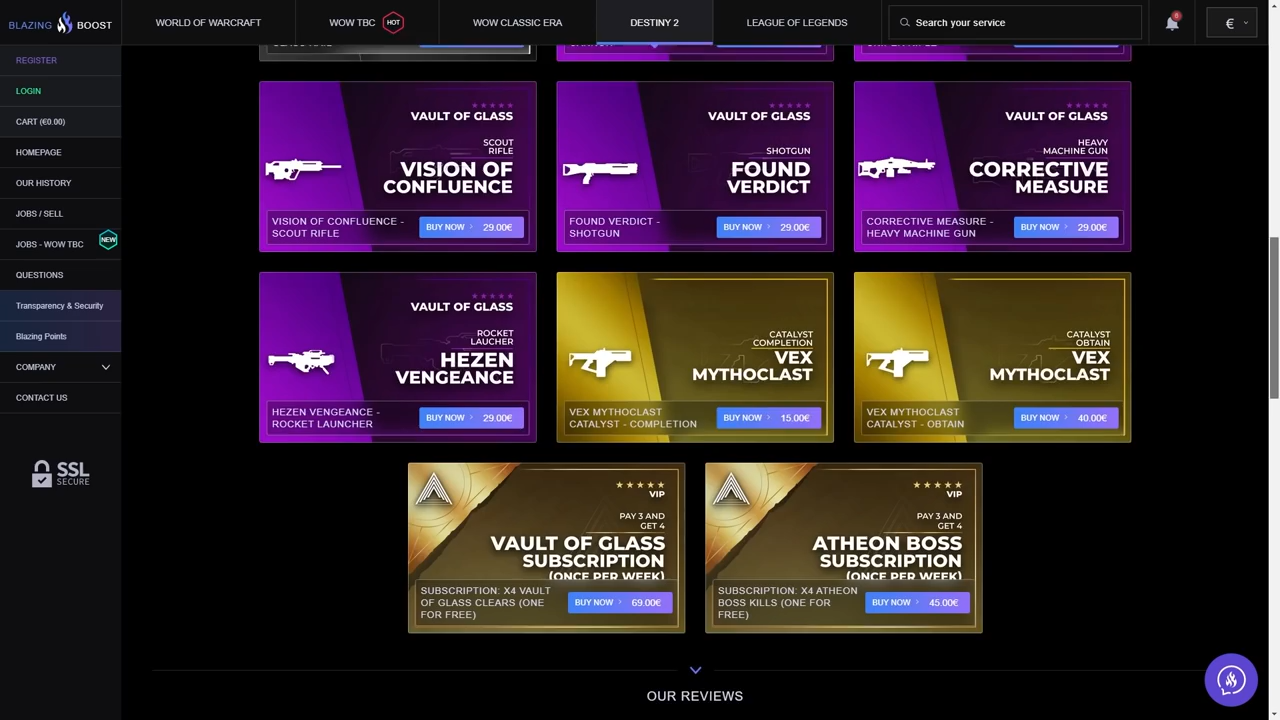 BLAZING BOOST
WORLD OF WARCRAFT
WOW TBC
HOT
WOW CLASSIC ERA
DESTINY 2
LEAGUE OF LEGENDS
Search your service
6
€
REGISTER
LOGIN
CART (€0.00)
HOMEPAGE
OUR HISTORY
JOBS / SELL
JOBS - WOW TBC
NEW
QUESTIONS
Transparency & Security
Blazing Points
COMPANY
CONTACT US
SSL
SECURE
VAULT OF GLASS
SCOUT
RIFLE
VISION OF
CONFLUENCE
VISION OF CONFLUENCE -
SCOUT RIFLE
BUY NOW
29.00€
VAULT OF GLASS
SHOTGUN
FOUND
VERDICT
FOUND VERDICT -
SHOTGUN
BUY NOW
29.00€
VAULT OF GLASS
HEAVY
MACHINE GUN
CORRECTIVE
MEASURE
CORRECTIVE MEASURE -
HEAVY MACHINE GUN
BUY NOW
29.00€
VAULT OF GLASS
ROCKET
LAUCHER
HEZEN
VENGEANCE
HEZEN VENGEANCE -
ROCKET LAUNCHER
BUY NOW
29.00€
CATALYST
COMPLETION
VEX
MYTHOCLAST
VEX MYTHOCLAST
CATALYST - COMPLETION
BUY NOW
15.00€
CATALYST
OBTAIN
VEX
MYTHOCLAST
VEX MYTHOCLAST
CATALYST - OBTAIN
BUY NOW
40.00€
VIP
PAY 3 AND
GET 4
VAULT OF GLASS
SUBSCRIPTION
(ONCE PER WEEK)
SUBSCRIPTION: X4 VAULT
OF GLASS CLEARS (ONE
FOR FREE)
BUY NOW
69.00€
VIP
PAY 3 AND
GET 4
ATHEON BOSS
SUBSCRIPTION
(ONCE PER WEEK)
SUBSCRIPTION: X4 ATHEON
BOSS KILLS (ONE FOR
FREE)
BUY NOW
45.00€
OUR REVIEWS